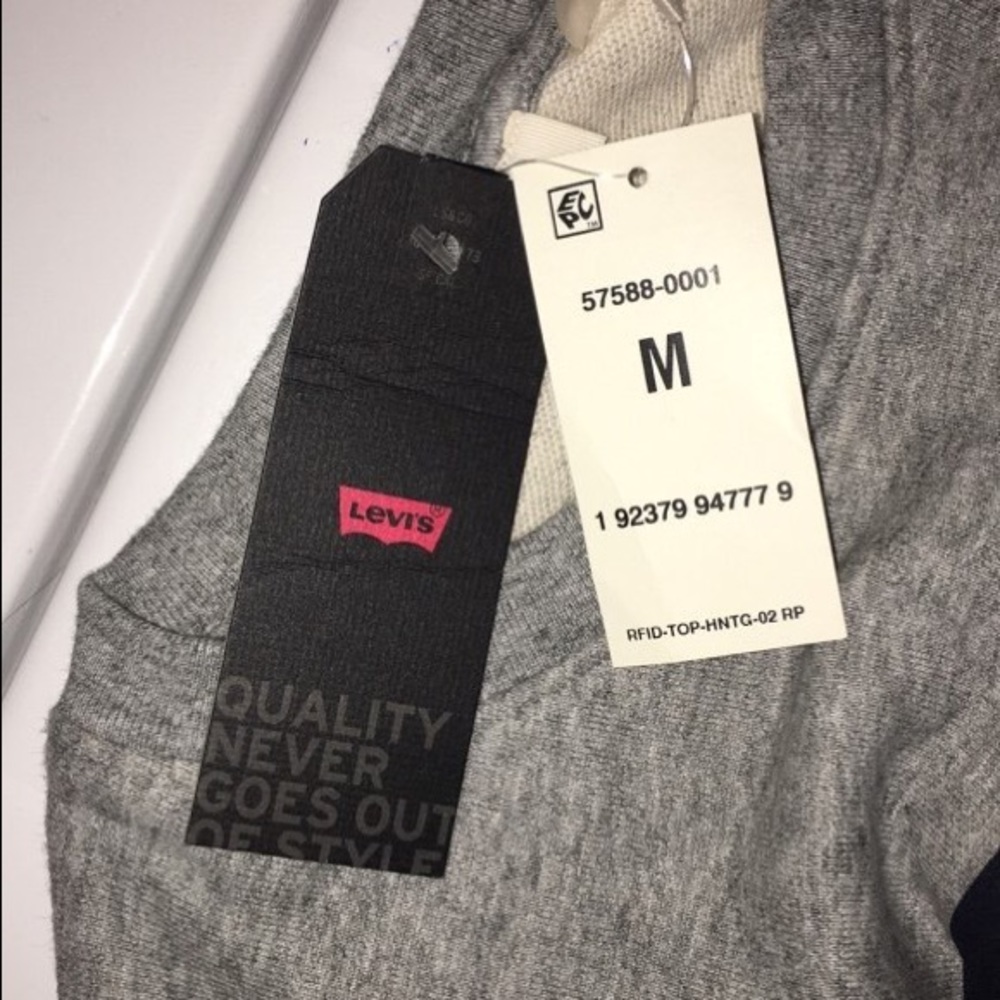 Levi's®
QUALITY
NEVER
GOES OUT
OF STYLE
EPC
TM
57588-0001
M
1 92379 94777 9
RFID-TOP-HNTG-02 RP